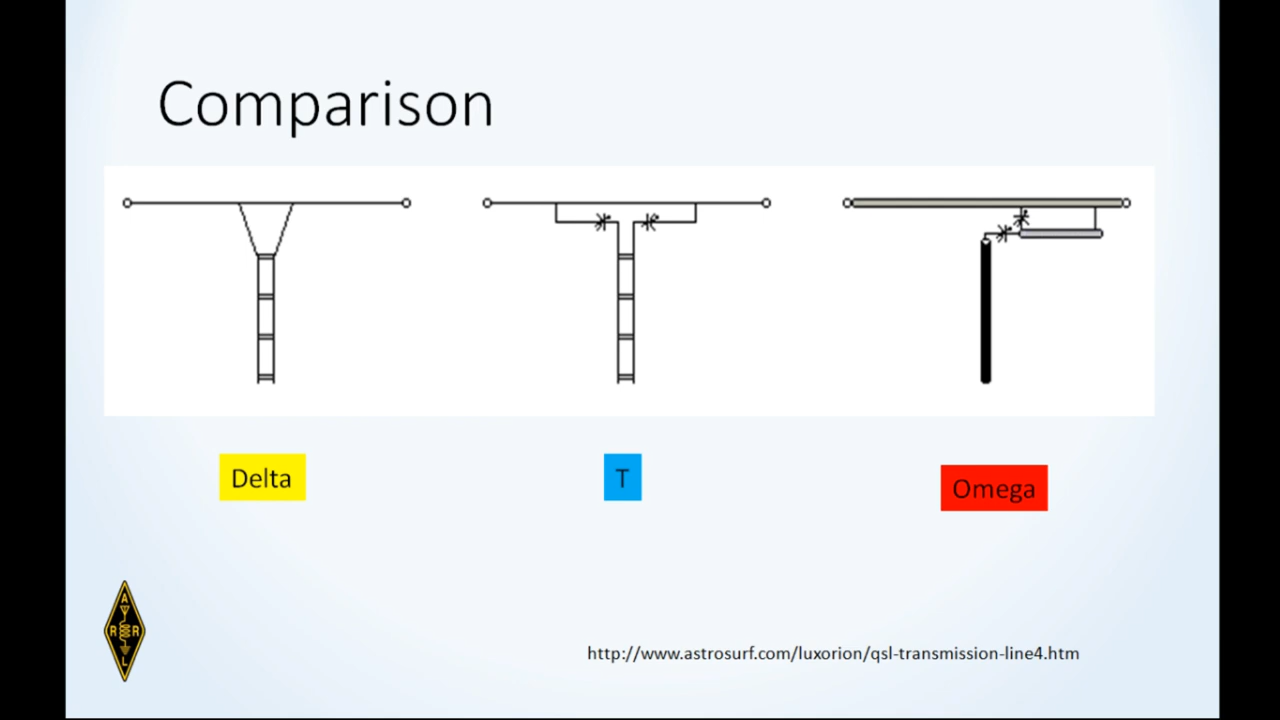 Comparison
Delta
T
Omega
A
R R
L
http://www.astrosurf.com/luxorion/qsl-transmission-line4.htm